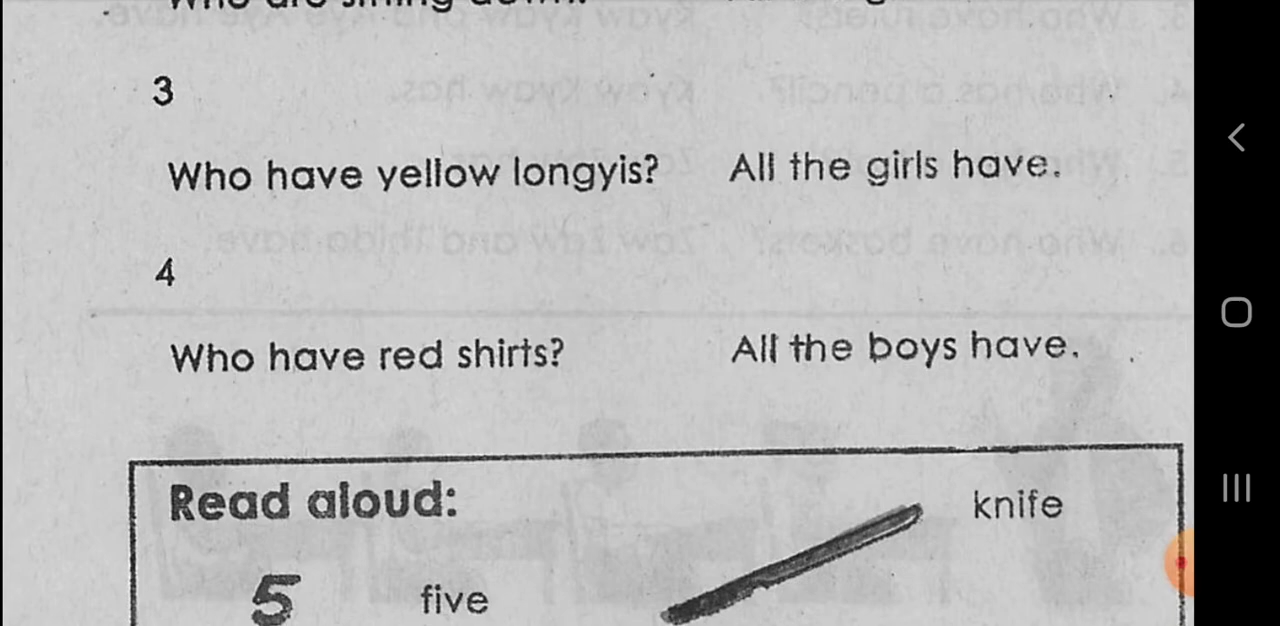 3
Who have yellow longyis? All the girls have.
4
Who have red shirts? All the boys have.
Read aloud:
knife
5 five